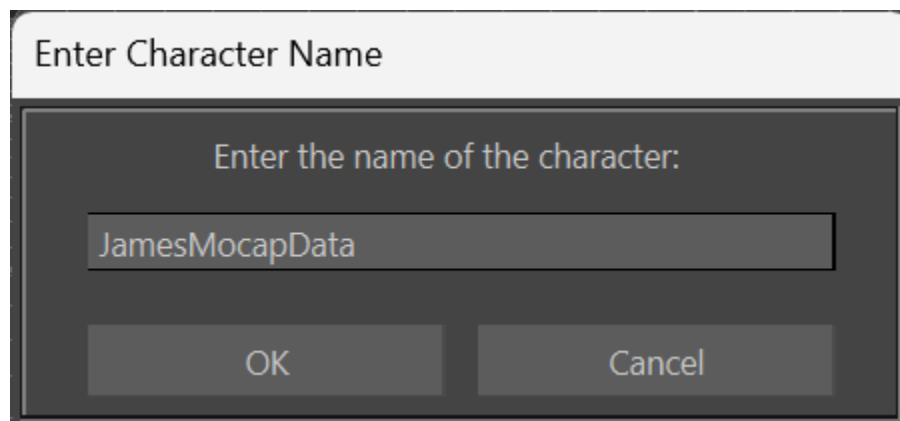 Enter Character Name
Enter the name of the character:
JamesMocapData
OK Cancel